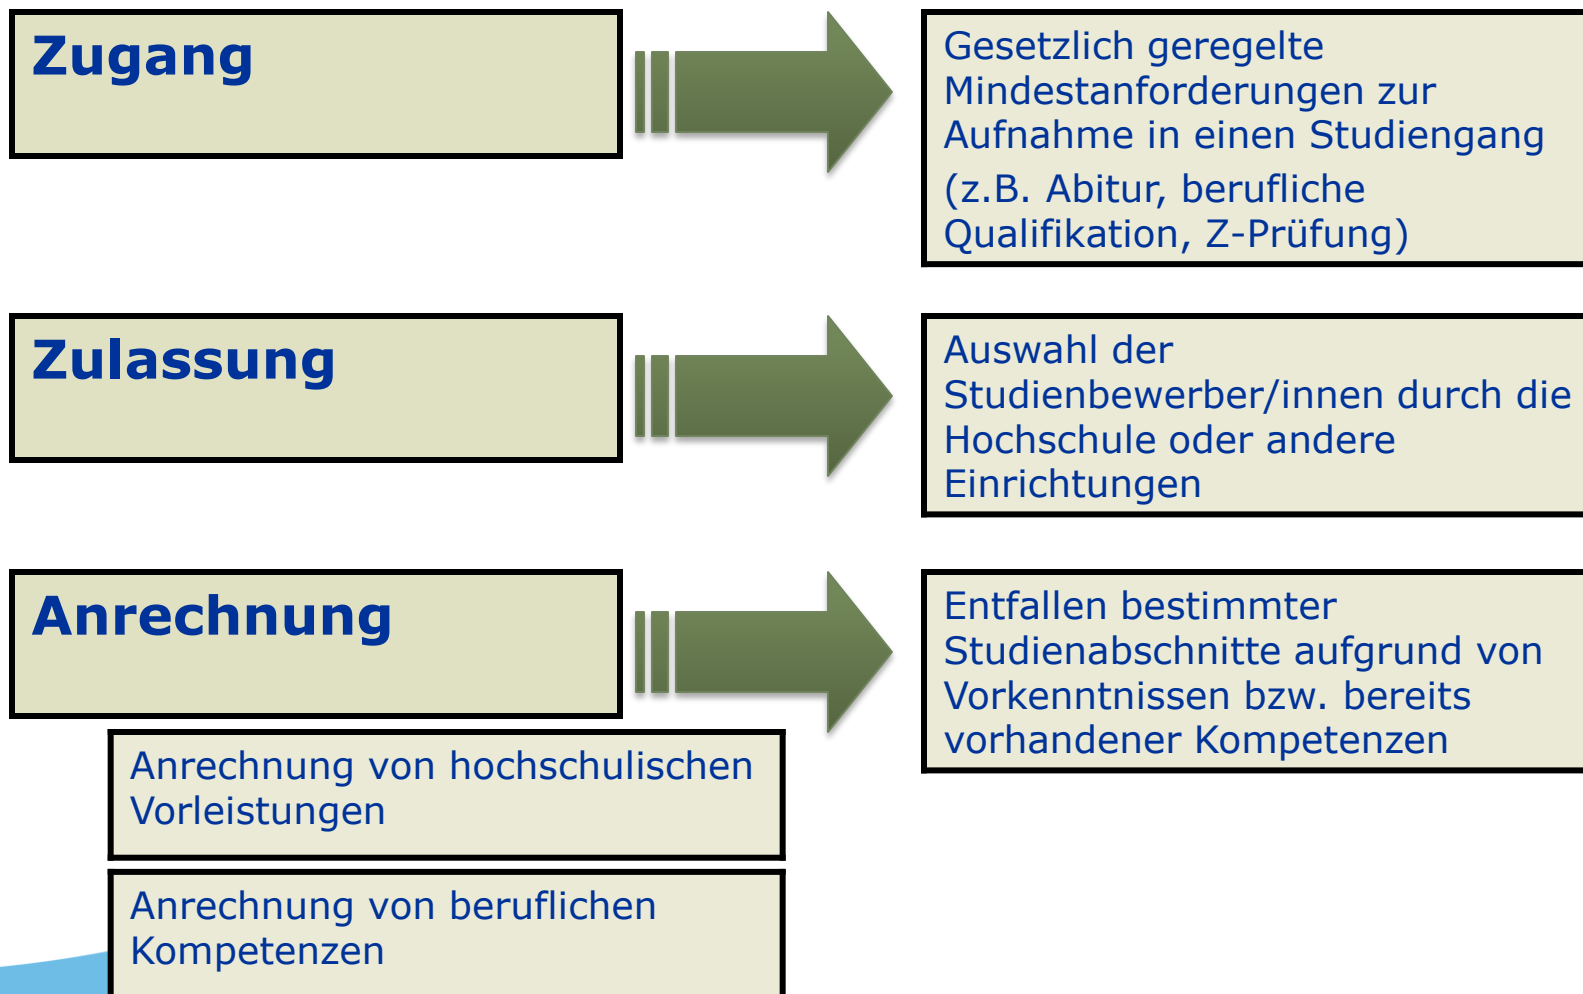 Zugang
Gesetzlich geregelte
Mindestanforderungen zur
Aufnahme in einen Studiengang
(z.B. Abitur, berufliche
Qualifikation, Z-Prüfung)
Zulassung
Auswahl der
Studienbewerber/innen durch die
Hochschule oder andere
Einrichtungen
Anrechnung
Entfallen bestimmter
Studienabschnitte aufgrund von
Vorkenntnissen bzw. bereits
vorhandener Kompetenzen
Anrechnung von hochschulischen
Vorleistungen
Anrechnung von beruflichen
Kompetenzen